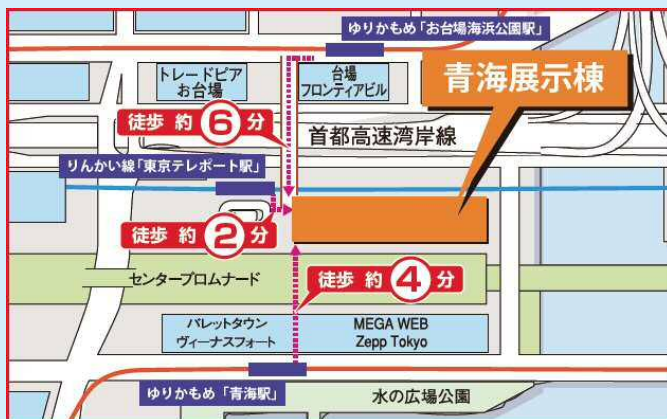 ゆりかもめ「お台場海浜公園駅」
トレードピア
お台場
台場
フロンティアビル
青海展示棟
徒歩 約 6 分
首都高速湾岸線
りんかい線「東京テレポート駅」
徒歩 約 2 分
センタープロムナード
徒歩 約 4 分
パレットタウン
ヴィーナスフォート
MEGA WEB
Zepp Tokyo
ゆりかもめ「青海駅」
水の広場公園